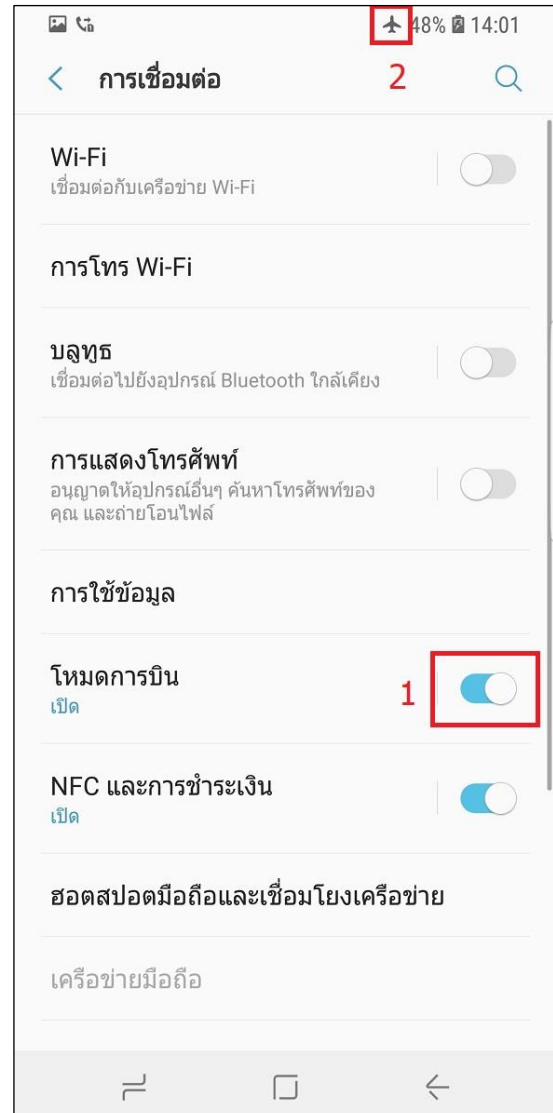 48% 14:01
การเชื่อมต่อ
2
Wi-Fi
เชื่อมต่อกับเครือข่าย Wi-Fi
การโทร Wi-Fi
บลูทูธ
เชื่อมต่อไปยังอุปกรณ์ Bluetooth ใกล้เคียง
การแสดงโทรศัพท์
อนุญาตให้อุปกรณ์อื่นๆ ค้นหาโทรศัพท์ของ
คุณ และถ่ายโอนไฟล์
การใช้ข้อมูล
โหมดการบิน
เปิด
1
NFC และการชำระเงิน
เปิด
ฮอตสปอตมือถือและเชื่อมโยงเครือข่าย
เครือข่ายมือถือ